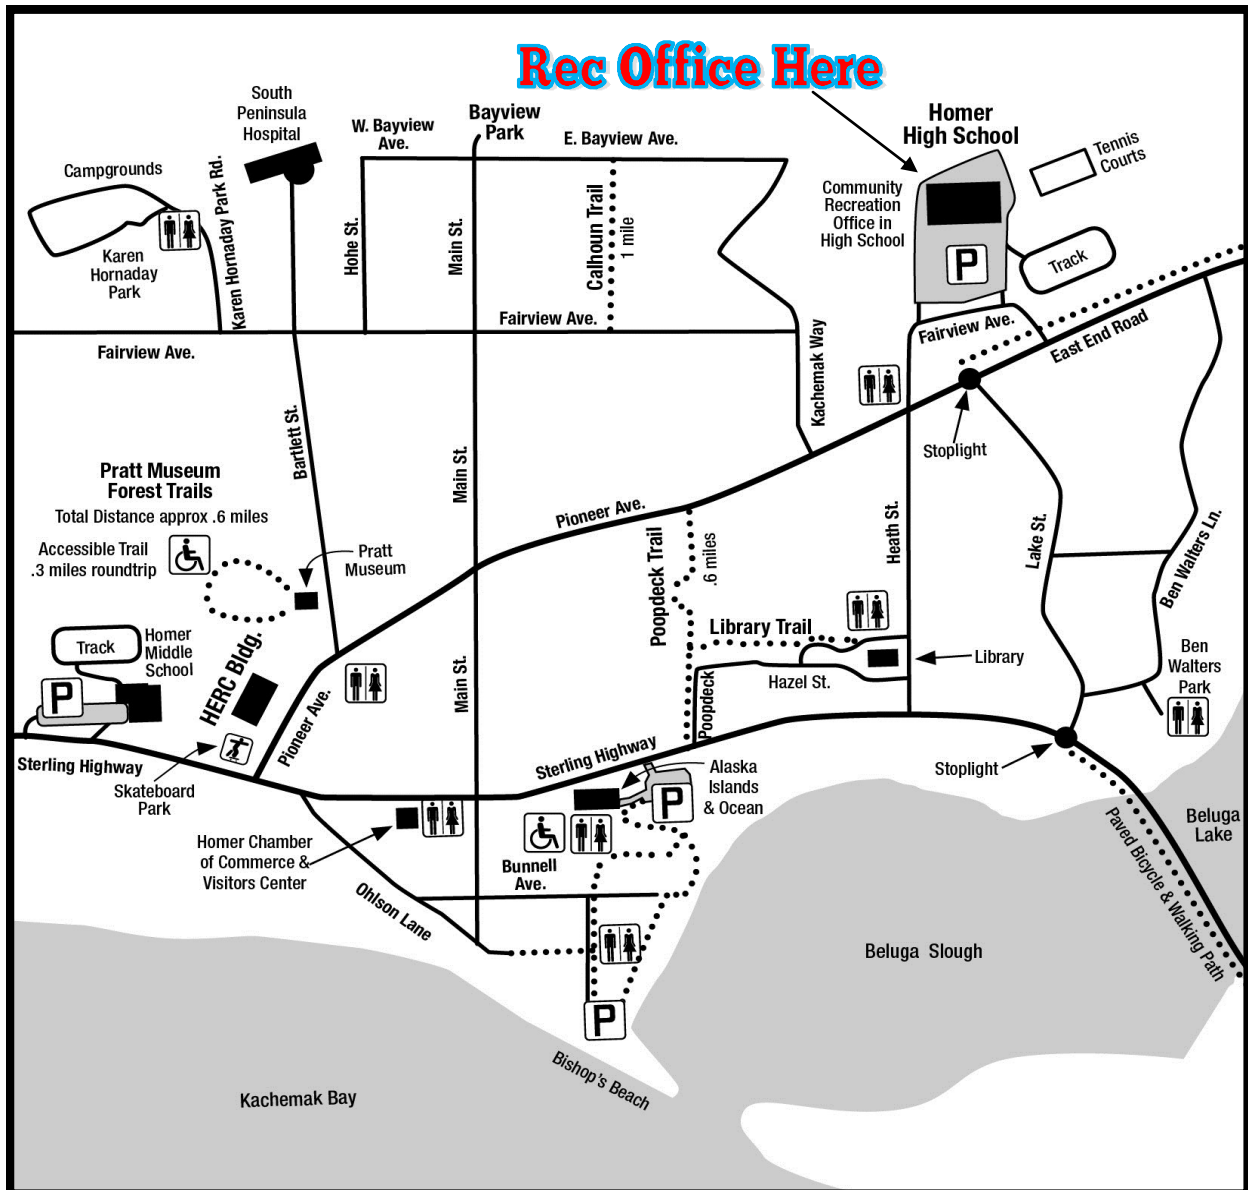 Rec Office Here
South
Peninsula
Hospital
W. Bayview
Ave.
Bayview
Park
E. Bayview Ave.
Homer
High School
Tennis
Courts
Campgrounds
Karen Hornaday Park Rd.
Karen
Hornaday
Park
Hohe St.
Main St.
Calhoun Trail
1 mile
Community
Recreation
Office in
High School
P
Track
Fairview Ave.
Fairview Ave.
Fairview Ave.
East End Road
Kachemak Way
Stoplight
Bartlett St.
Main St.
Pratt Museum
Forest Trails
Total Distance approx .6 miles
Accessible Trail
.3 miles roundtrip
Pratt
Museum
Pioneer Ave.
Poopdeck Trail
.6 miles
Heath St.
Lake St.
Ben Walters Ln.
Library Trail
Library
Hazel St.
Poopdeck
Ben
Walters
Park
Track
Homer
Middle
School
P
HERC Bldg.
Pioneer Ave.
Main St.
Sterling Highway
Skateboard
Park
Sterling Highway
Alaska
Islands
& Ocean
P
Stoplight
Homer Chamber
of Commerce &
Visitors Center
Bunnell
Ave.
Ohlson Lane
Beluga
Lake
Paved Bicycle & Walking Path
Beluga Slough
P
Bishop's Beach
Kachemak Bay